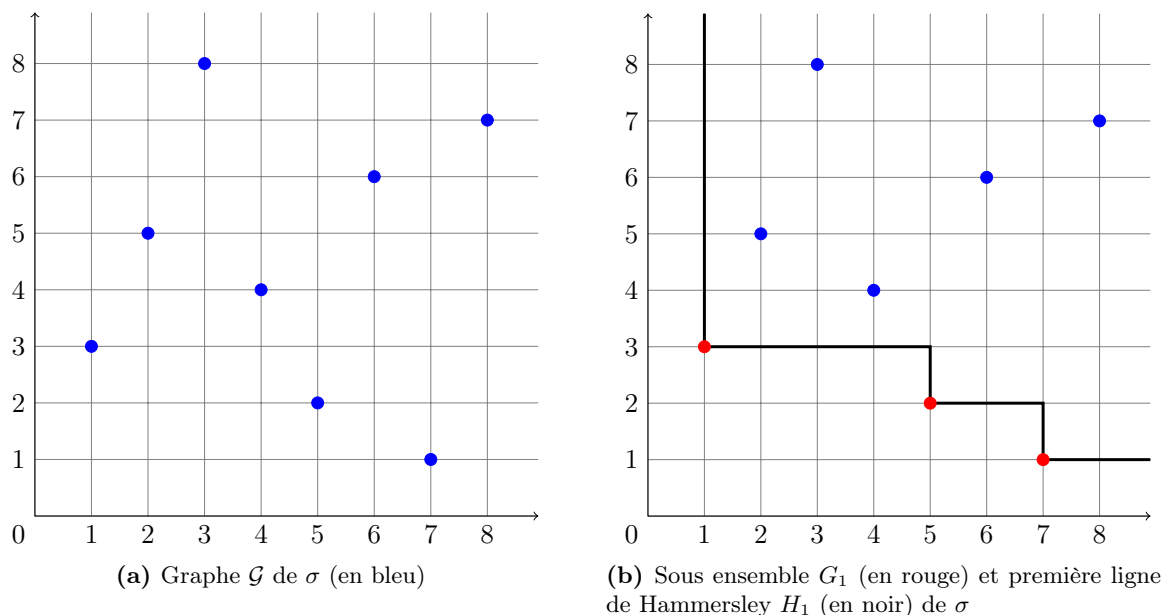 8 8
7 7
6 6
5 5
4 4
3 3
2 2
1 1
0 1 2 3 4 5 6 7 8 0 1 2 3 4 5 6 7 8
(a) Graphe 𝒢 de σ (en bleu)
(b) Sous ensemble G₁ (en rouge) et première ligne
de Hammersley H₁ (en noir) de σ